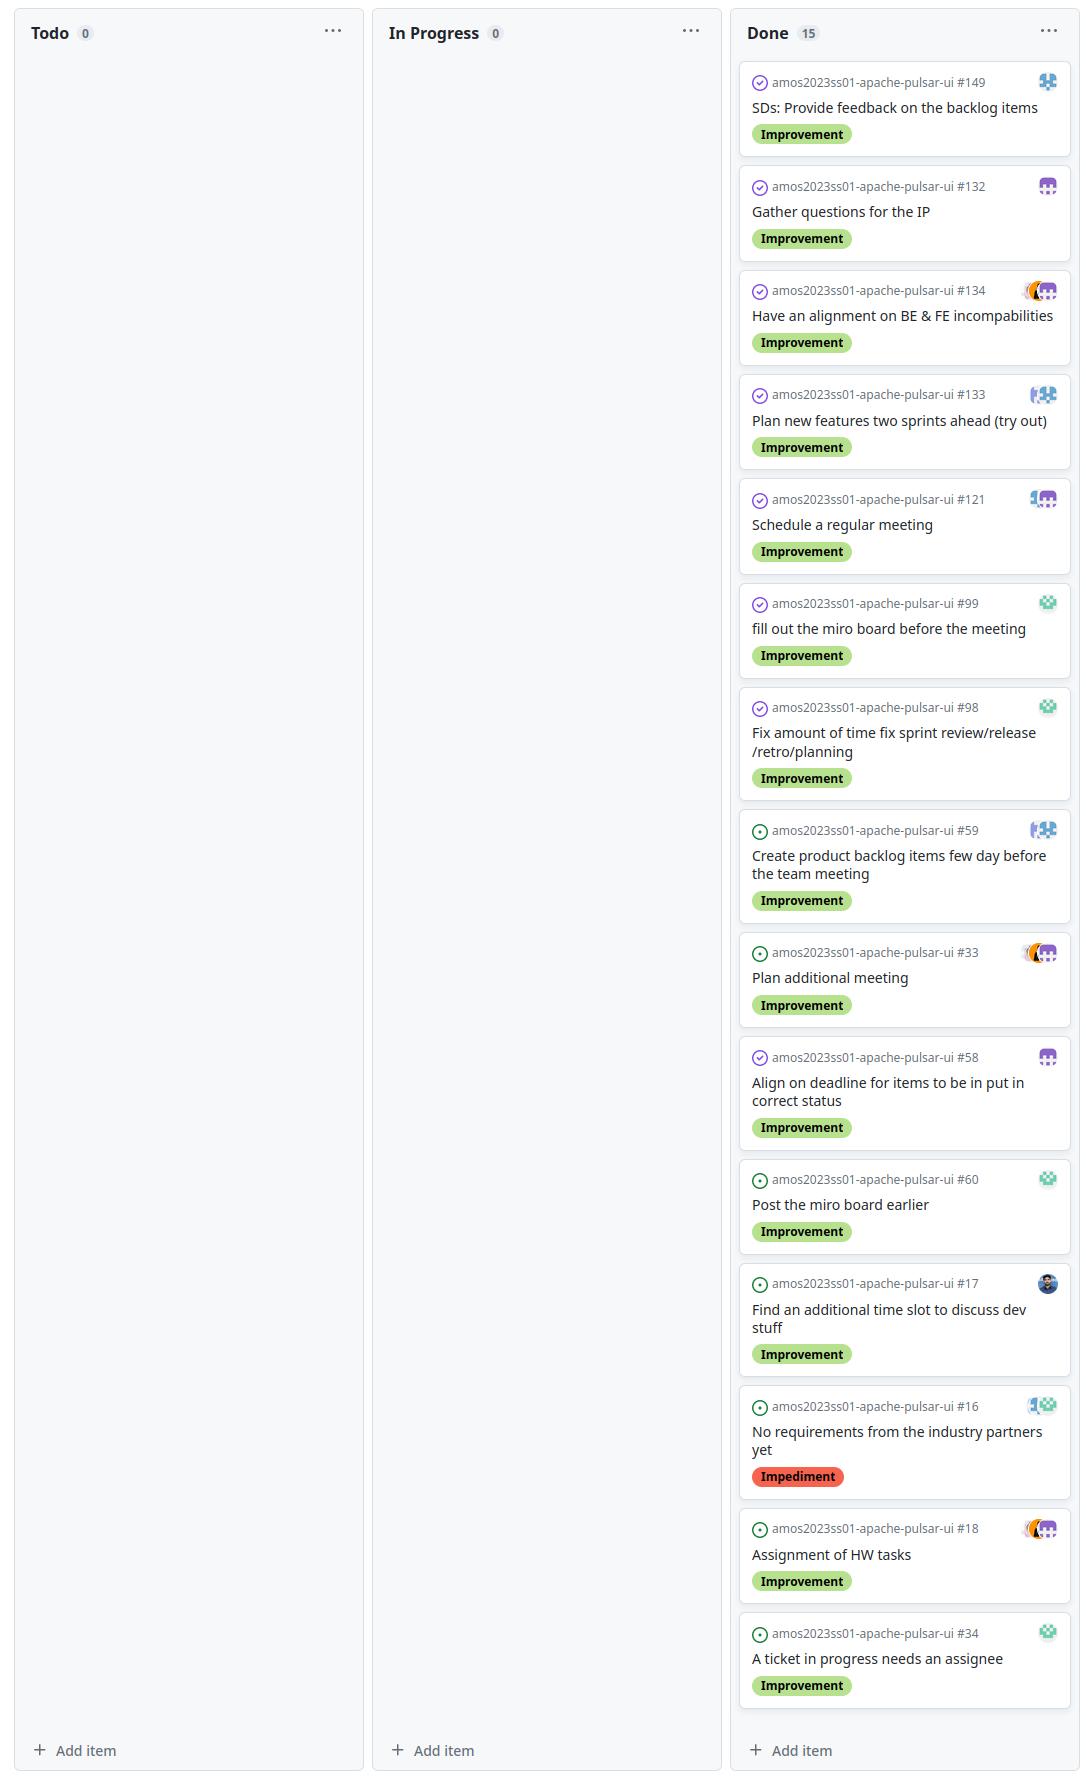 Todo 0
In Progress 0
Done 15
amos2023ss01-apache-pulsar-ui #149
SDs: Provide feedback on the backlog items
Improvement
amos2023ss01-apache-pulsar-ui #132
Gather questions for the IP
Improvement
amos2023ss01-apache-pulsar-ui #134
Have an alignment on BE & FE incompabilities
Improvement
amos2023ss01-apache-pulsar-ui #133
Plan new features two sprints ahead (try out)
Improvement
amos2023ss01-apache-pulsar-ui #121
Schedule a regular meeting
Improvement
amos2023ss01-apache-pulsar-ui #99
fill out the miro board before the meeting
Improvement
amos2023ss01-apache-pulsar-ui #98
Fix amount of time fix sprint review/release
/retro/planning
Improvement
amos2023ss01-apache-pulsar-ui #59
Create product backlog items few day before
the team meeting
Improvement
amos2023ss01-apache-pulsar-ui #33
Plan additional meeting
Improvement
amos2023ss01-apache-pulsar-ui #58
Align on deadline for items to be in put in
correct status
Improvement
amos2023ss01-apache-pulsar-ui #60
Post the miro board earlier
Improvement
amos2023ss01-apache-pulsar-ui #17
Find an additional time slot to discuss dev
stuff
Improvement
amos2023ss01-apache-pulsar-ui #16
No requirements from the industry partners
yet
Impediment
amos2023ss01-apache-pulsar-ui #18
Assignment of HW tasks
Improvement
amos2023ss01-apache-pulsar-ui #34
A ticket in progress needs an assignee
Improvement
+ Add item
+ Add item
+ Add item